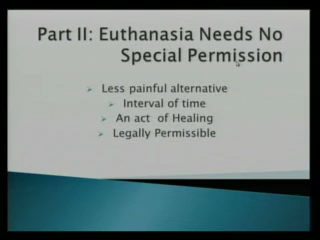 Part II: Euthanasia Needs No
Special Permission
Less painful alternative
Interval of time
An act of Healing
Legally Permissible